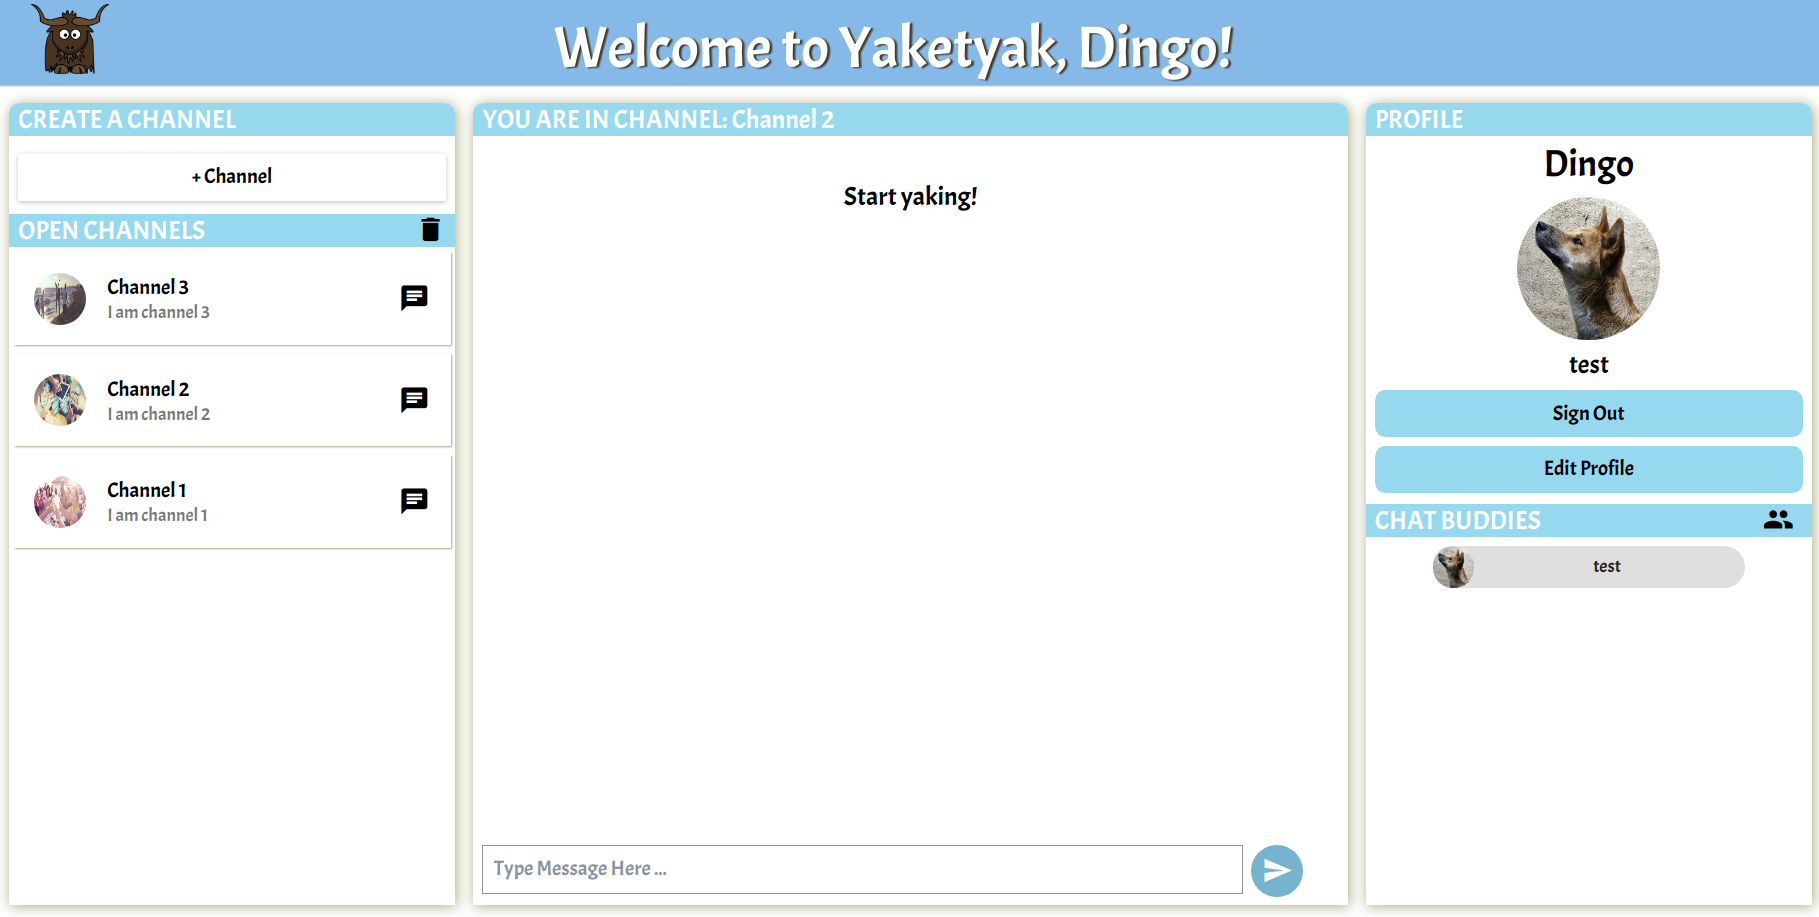 Welcome to Yaketyak, Dingo!
CREATE A CHANNEL
+ Channel
OPEN CHANNELS
Channel 3
I am channel 3
Channel 2
I am channel 2
Channel 1
I am channel 1
YOU ARE IN CHANNEL: Channel 2
Start yaking!
Type Message Here ...
PROFILE
Dingo
test
Sign Out
Edit Profile
CHAT BUDDIES
test